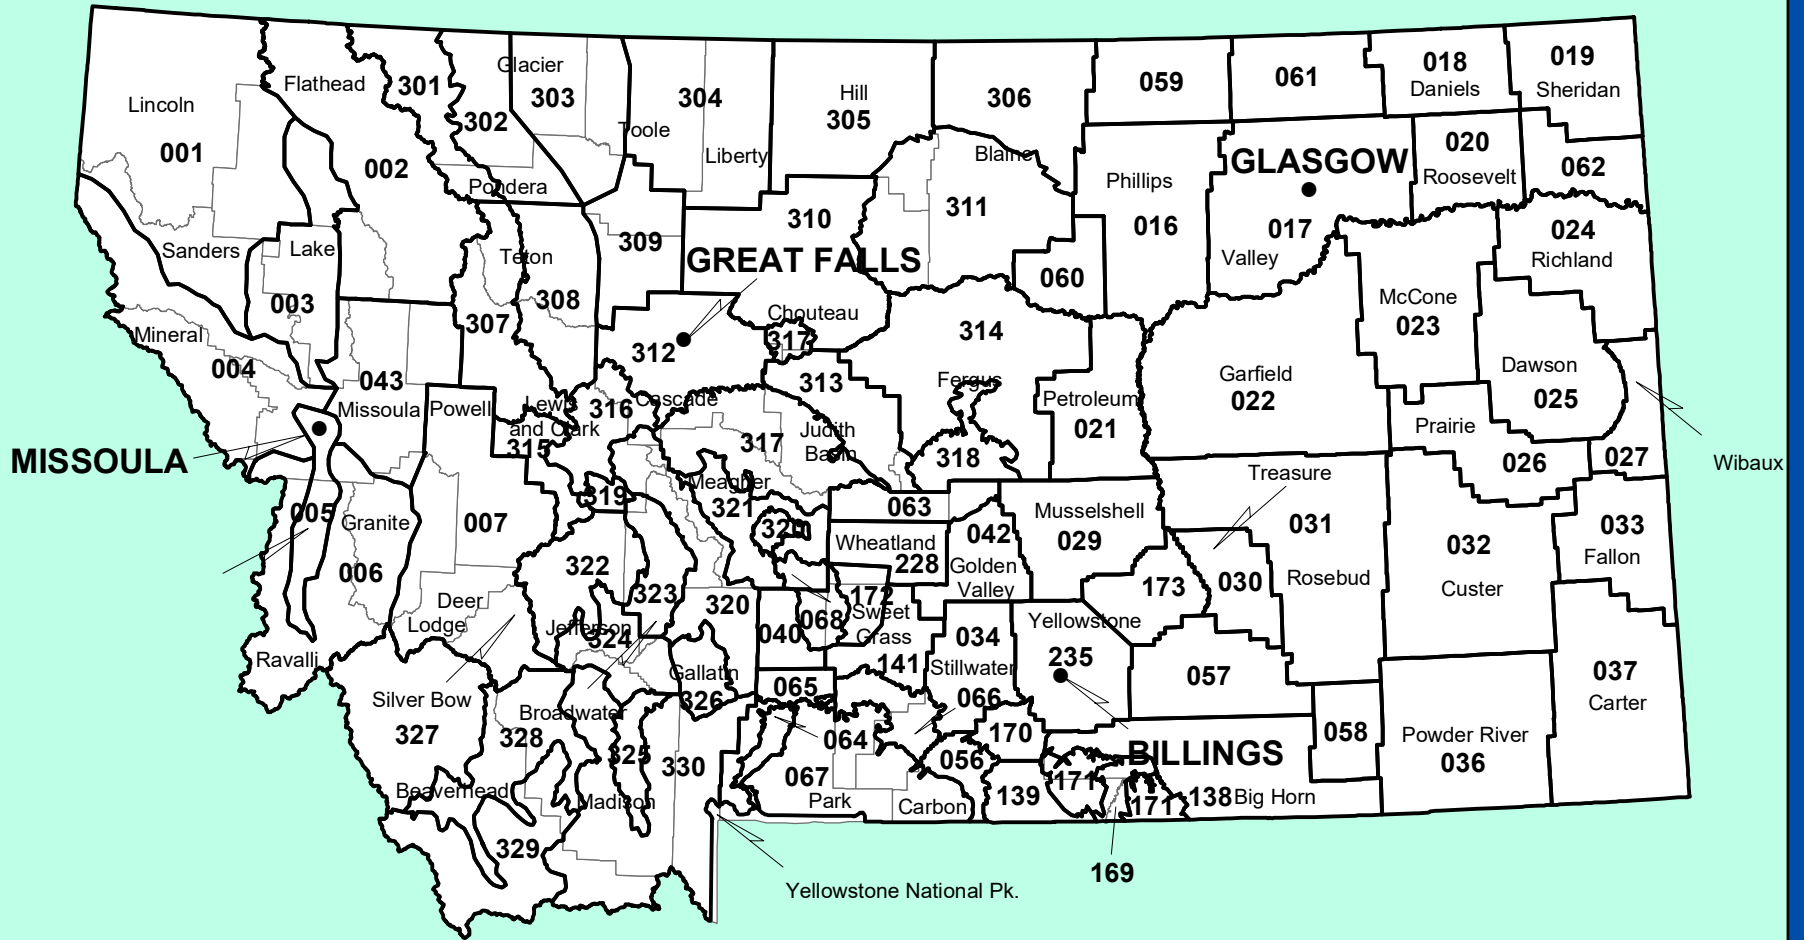 Lincoln
001
Flathead
002
301
302
Glacier
303
Toole
304
Liberty
Hill
305
306
Blaine
059
061
018
Daniels
019
Sheridan
020
Roosevelt
062
Pondera
Phillips
016
GLASGOW
017
Valley
024
Richland
Sanders
Lake
003
Teton
308
307
309
310
GREAT FALLS
311
060
Mineral
004
043
Missoula
Powell
Lewis
and Clark
315
316
Cascade
312
Chouteau
317
313
314
Fergus
Petroleum
021
Garfield
022
McCone
023
Dawson
025
Prairie
026
027
Wibaux
MISSOULA
317
Judith
Basin
318
Meagher
321
319
320
063
Wheatland
228
042
Golden
Valley
Musselshell
029
Treasure
031
Rosebud
030
173
032
Custer
033
Fallon
005
Granite
006
007
Deer
Lodge
322
323
Jefferson
324
320
040
068
172
Sweet
Grass
141
034
Stillwater
066
Yellowstone
235
057
037
Carter
Ravalli
Silver Bow
327
Broadwater
328
Gallatin
326
325
330
065
064
067
Park
Carbon
056
170
139
171
171
BILLINGS
138
Big Horn
058
Powder River
036
Beaverhead
Madison
329
169
Yellowstone National Pk.